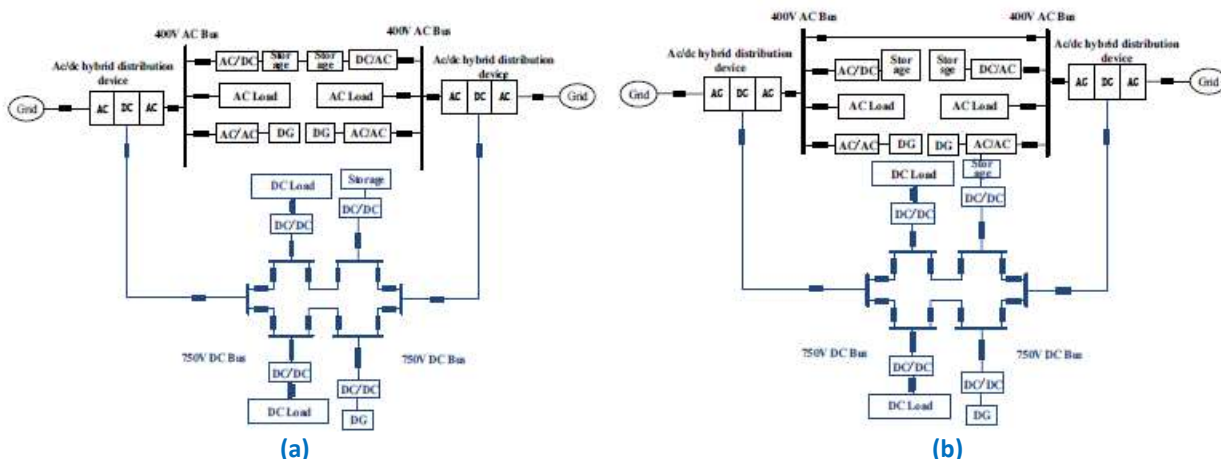 400V AC Bus
400V AC Bus
Ac/dc hybrid distribution
device
Ac/dc hybrid distribution
device
Grid
AC DC AC
AC/DC
Stor
age
Stor
age
DC/AC
AC Load
AC Load
AC/AC
DG
DG
AC/AC
AC DC AC
Grid
DC Load
Storage
DC/DC
DC/DC
750V DC Bus
750V DC Bus
DC/DC
DC/DC
DC Load
DG
(a)
400V AC Bus
400V AC Bus
Ac/dc hybrid distribution
device
Ac/dc hybrid distribution
device
Grid
AC DC AC
AC/DC
Stor
age
Stor
age
DC/AC
AC Load
AC Load
AC/AC
DG
DG
AC/AC
AC DC AC
Grid
DC Load
Stor
age
DC/DC
DC/DC
750V DC Bus
750V DC Bus
DC/DC
DC/DC
DC Load
DG
(b)